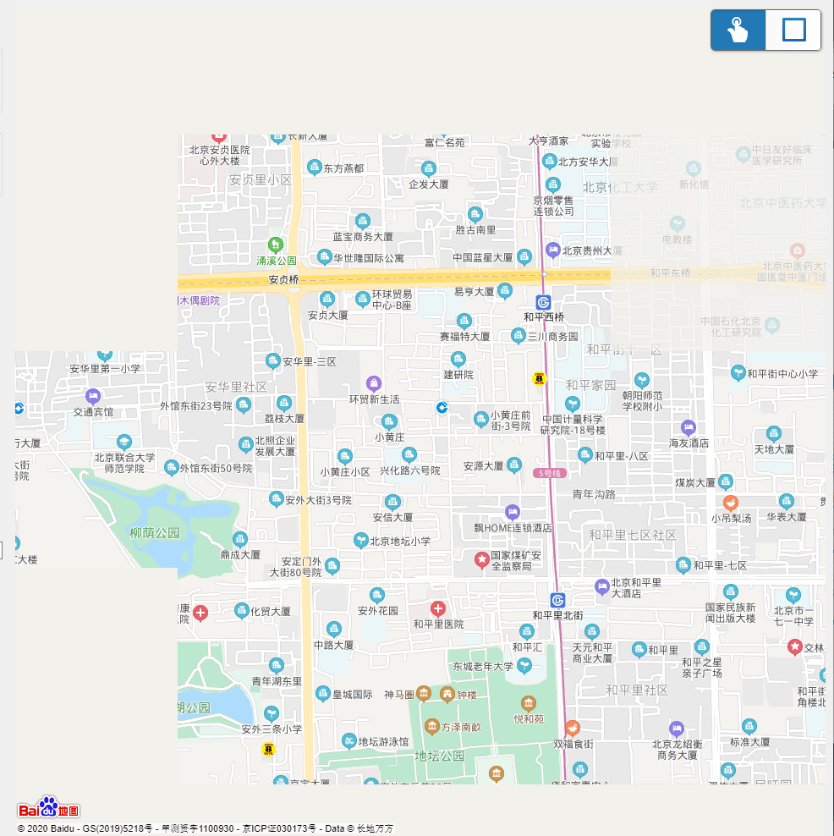 长新大厦
富仁名苑
大亨酒家
实验学校
北京安贞医院
心外大楼
东方燕都
企发大厦
北方安华大厦
中日友好临床
医学研究所
安贞里小区
新化信
北京化工大学
京烟零售
连锁公司
北京中医药大学
蓝宝商务大厦
胜古南里
电教楼
涌溪公园
华世隆国际公寓
中国蓝星大厦
北京贵州大厦
北京中医药大
国医堂中医门诊
安贞桥
和平东桥
木偶剧院
环球贸易
中心-B座
易亨大厦
安贞大厦
和平西桥
中国石化北京
化工研究院
赛福特大厦
三川商务园
安华里第一小学
安华里-三区
建研院
和平街十一区
和平街中心小学
安华里社区
环贸新生活
和平家园
朝阳师范
学校附小
交通宾馆
外馆东街23号院
荔枝大厦
小黄庄
小黄庄前
街-3号院
中国计量科学
研究院-18号楼
北京联合大学
师范学院
北照企业
发展大厦
海友酒店
天地大厦
外馆东街50号院
小黄庄小区
兴化路六号院
安源大厦
和平里-八区
5号线
煤炭大厦
青年沟路
安外大街3号院
安信大厦
飘HOME连锁酒店
小吊梨汤
华表大厦
柳荫公园
和平里七区社区
鼎成大厦
北京地坛小学
国家煤矿安
全监察局
安定门外
大街80号院
和平里-七区
北京和平里
大酒店
化贸大厦
安外花园
和平里医院
和平里北街
国家民族新
闻出版大楼
北京市一
七一中学
中路大厦
和平汇
天元和平
商业大厦
和平里
和平之星
亲子广场
交林
青年湖东里
东城老年大学
皇城国际
神马圈
钟楼
和平里社区
和平街
角楼北
湖公园
悦和苑
安外三条小学
方泽南畝
地坛游泳馆
双福食街
北京龙绍衡
商务大厦
标准大厦
地坛公园
Bai du 地图
© 2020 Baidu - GS(2019)5218号 - 甲测资字1100930 - 京ICP证030173号 - Data © 长地万方